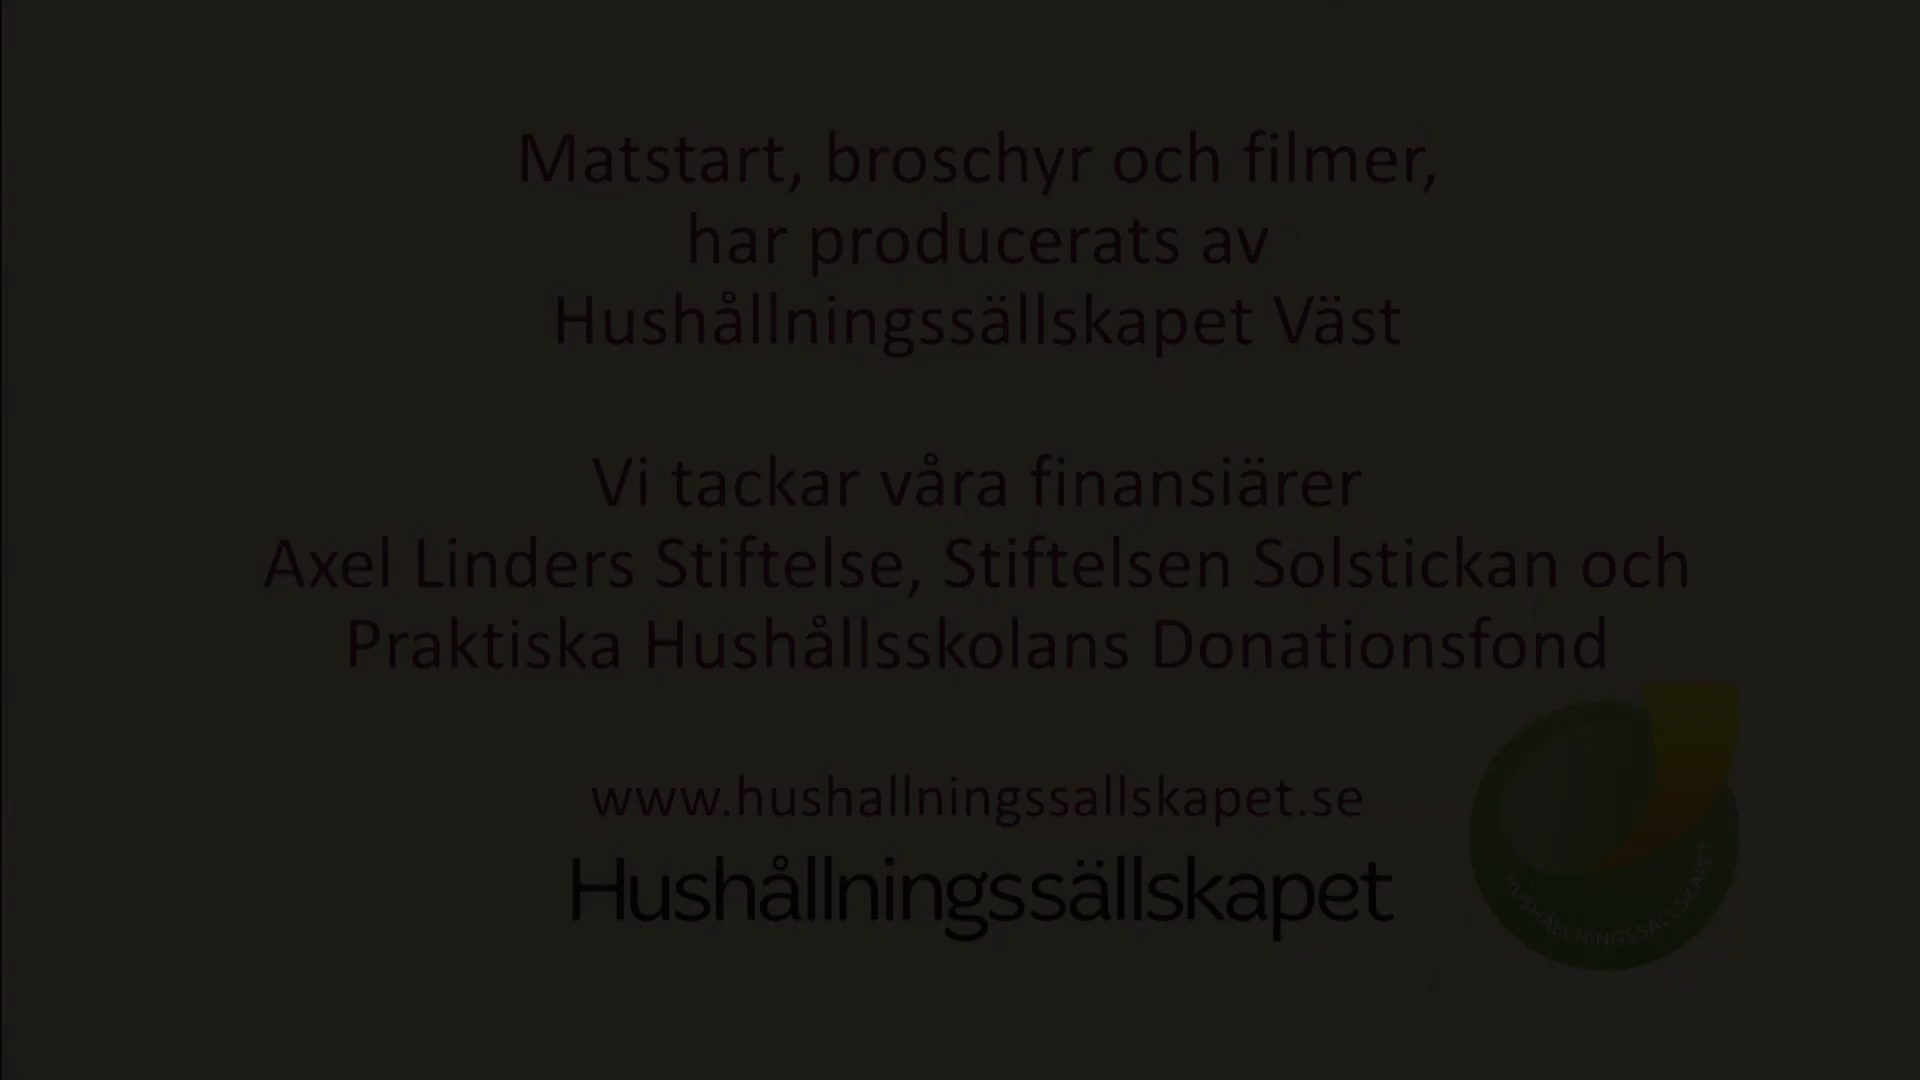 Matstart, broschyr och filmer,
har producerats av
Hushållningssällskapet Väst
Vi tackar våra finansiärer
Axel Linders Stiftelse, Stiftelsen Solstickan och
Praktiska Hushållsskolans Donationsfond
www.hushallningssallskapet.se
Hushållningssällskapet
HUSHÅLLNINGSSÄLLSKAPET